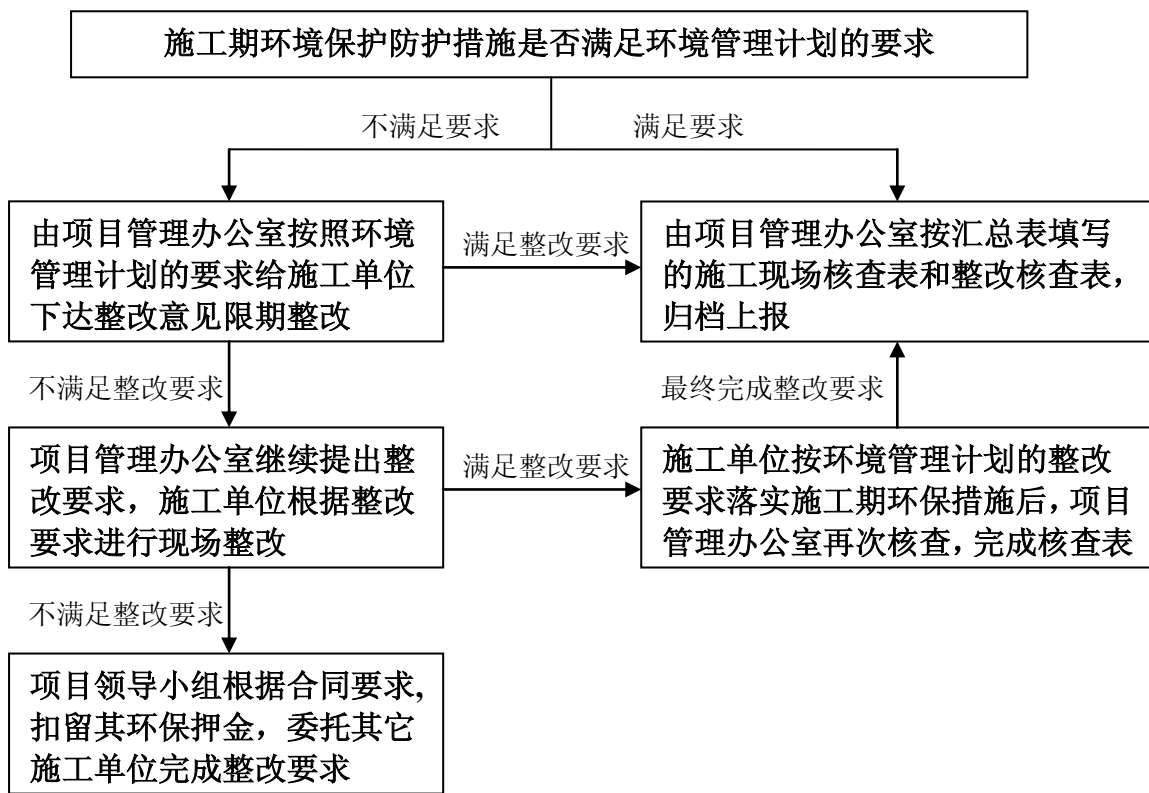 施工期环境保护防护措施是否满足环境管理计划的要求
不满足要求
满足要求
由项目管理办公室按照环境
管理计划的要求给施工单位
下达整改意见限期整改
满足整改要求
由项目管理办公室按汇总表填写
的施工现场核查表和整改核查表，
归档上报
不满足整改要求
最终完成整改要求
项目管理办公室继续提出整
改要求，施工单位根据整改
要求进行现场整改
满足整改要求
施工单位按环境管理计划的整改
要求落实施工期环保措施后，项目
管理办公室再次核查，完成核查表
不满足整改要求
项目领导小组根据合同要求，
扣留其环保押金，委托其它
施工单位完成整改要求